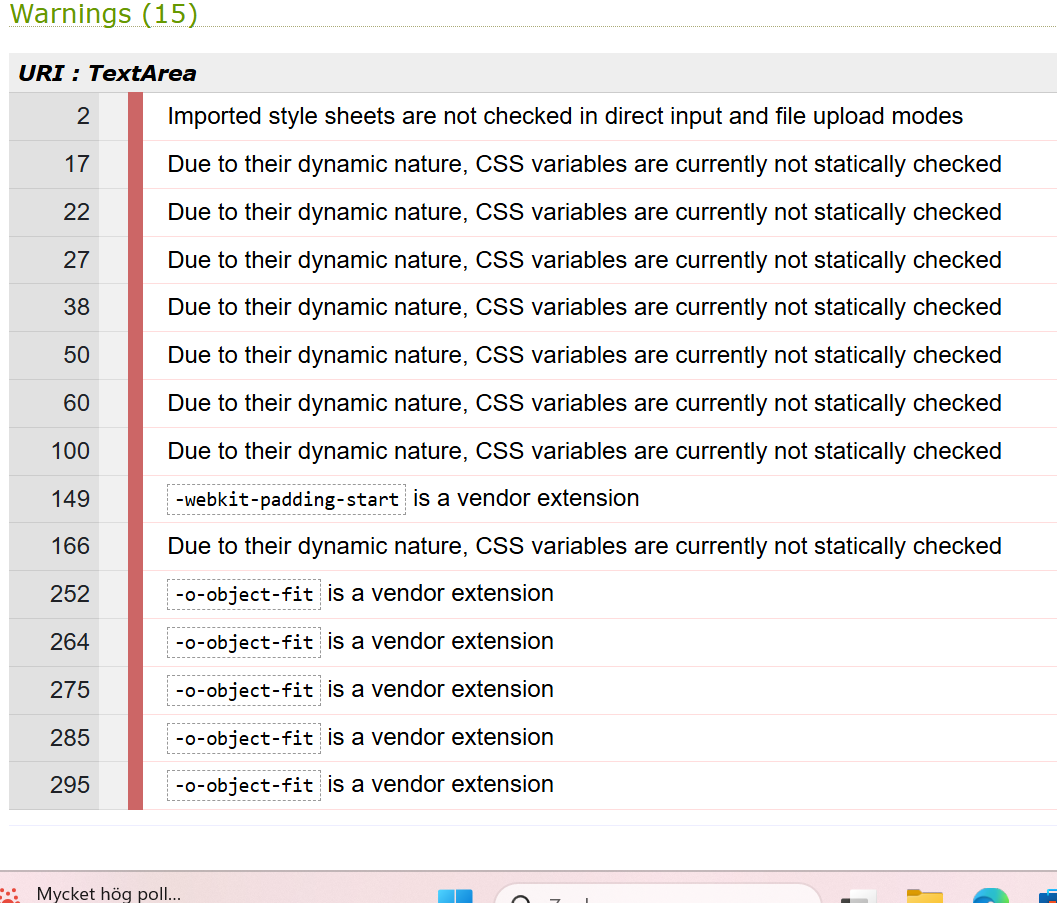 Warnings (15)
URI : TextArea
2 Imported style sheets are not checked in direct input and file upload modes
17 Due to their dynamic nature, CSS variables are currently not statically checked
22 Due to their dynamic nature, CSS variables are currently not statically checked
27 Due to their dynamic nature, CSS variables are currently not statically checked
38 Due to their dynamic nature, CSS variables are currently not statically checked
50 Due to their dynamic nature, CSS variables are currently not statically checked
60 Due to their dynamic nature, CSS variables are currently not statically checked
100 Due to their dynamic nature, CSS variables are currently not statically checked
149 -webkit-padding-start is a vendor extension
166 Due to their dynamic nature, CSS variables are currently not statically checked
252 -o-object-fit is a vendor extension
264 -o-object-fit is a vendor extension
275 -o-object-fit is a vendor extension
285 -o-object-fit is a vendor extension
295 -o-object-fit is a vendor extension
Mycket hög poll...